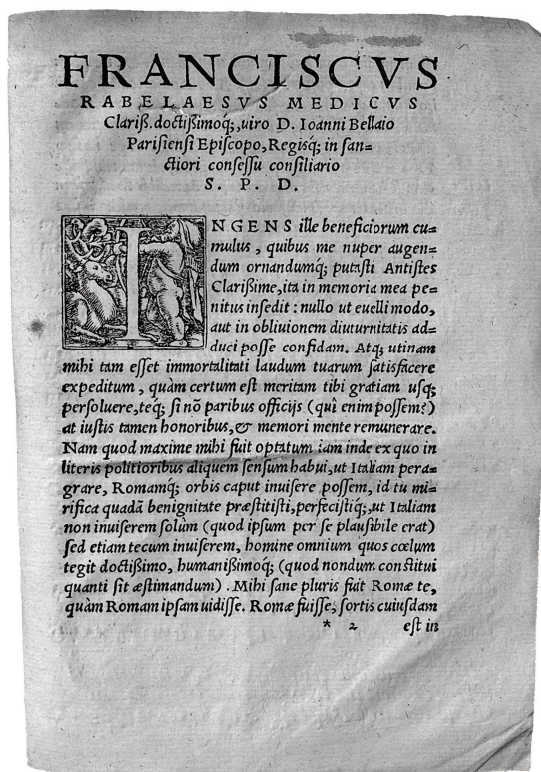 FRANCISCVS
RABELAESVS MEDICVS
Clariß. doctißimoq́;, uiro D. Ioanni Bellaio
Parisiensi Episcopo, Regisq́; in san=
ctiori consessu consiliario
S. P. D.
INGENS ille beneficiorum cu=
mulus, quibus me nuper augen=
dum ornandumq́; putasti Antistes
Clarißime, ita in memoria mea pe=
nitus insedit: nullo ut euelli modo,
aut in obliuionem diuturnitatis ad=
duci posse confidam. Atq; utinam
mihi tam esset immortalitati laudum tuarum satisfacere
expeditum, quàm certum est meritam tibi gratiam usq;
persoluere, teq́; si nõ paribus officijs (quî enim possem?)
at iustis tamen honoribus, & memori mente remunerare.
Nam quod maxime mihi fuit optatum iam inde ex quo in
literis politioribus aliquem sensum habui, ut Italiam pera=
grare, Romamq́; orbis caput inuisere possem, id tu mi=
rifica quadã benignitate præstitisti, perfecistiq́;, ut Italiam
non inuiserem solùm (quod ipsum per se plausibile erat)
sed etiam tecum inuiserem, homine omnium quos cœlum
tegit doctißimo, humanißimoq́; (quod nondum constitui
quanti sit æstimandum). Mihi sane pluris fuit Romæ te,
quàm Romam ipsam uidisse. Romæ fuisse, sortis cuiusdam
* 2 est in